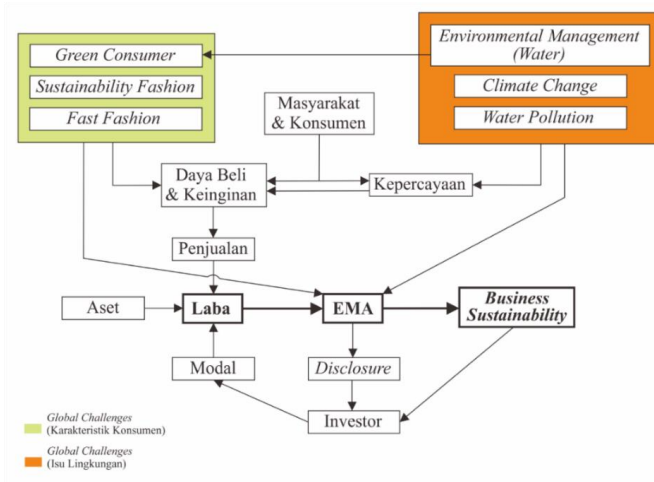 Green Consumer
Sustainability Fashion
Fast Fashion
Environmental Management
(Water)
Climate Change
Water Pollution
Masyarakat
& Konsumen
Daya Beli
& Keinginan
Kepercayaan
Penjualan
Aset
Laba
EMA
Business
Sustainability
Modal
Disclosure
Investor
Global Challenges
(Karakteristik Konsumen)
Global Challenges
(Isu Lingkungan)